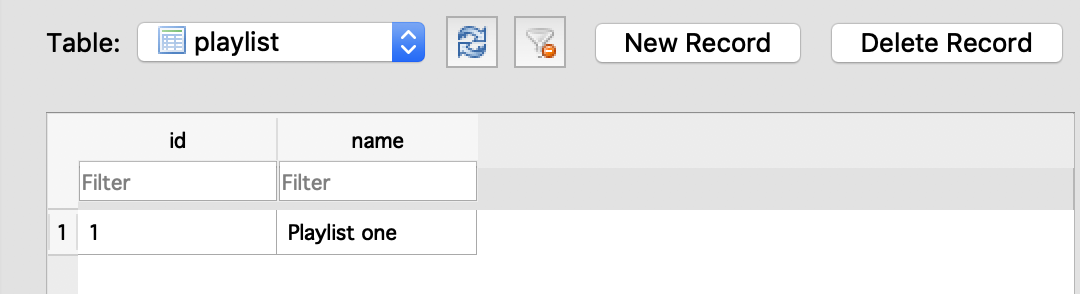 Table: playlist New Record Delete Record
id name
Filter Filter
1 1 Playlist one